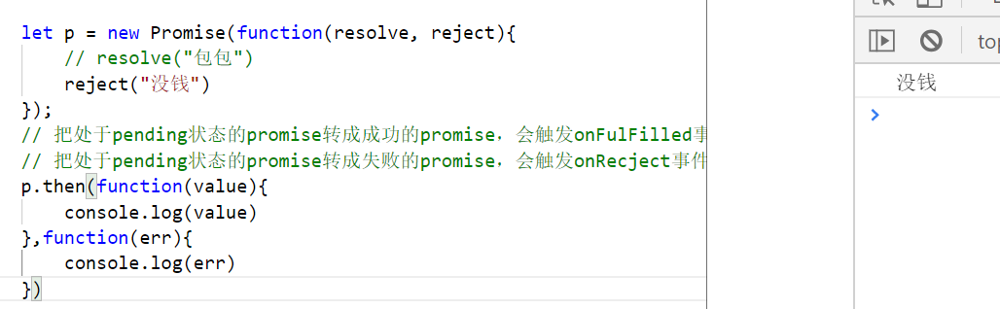 let p = new Promise(function(resolve, reject){
    // resolve("包包")
    reject("没钱")
});
// 把处于pending状态的promise转成成功的promise，会触发onFulFilled事
// 把处于pending状态的promise转成失败的promise，会触发onRecject事件
p.then(function(value){
    console.log(value)
},function(err){
    console.log(err)
})
top
没钱